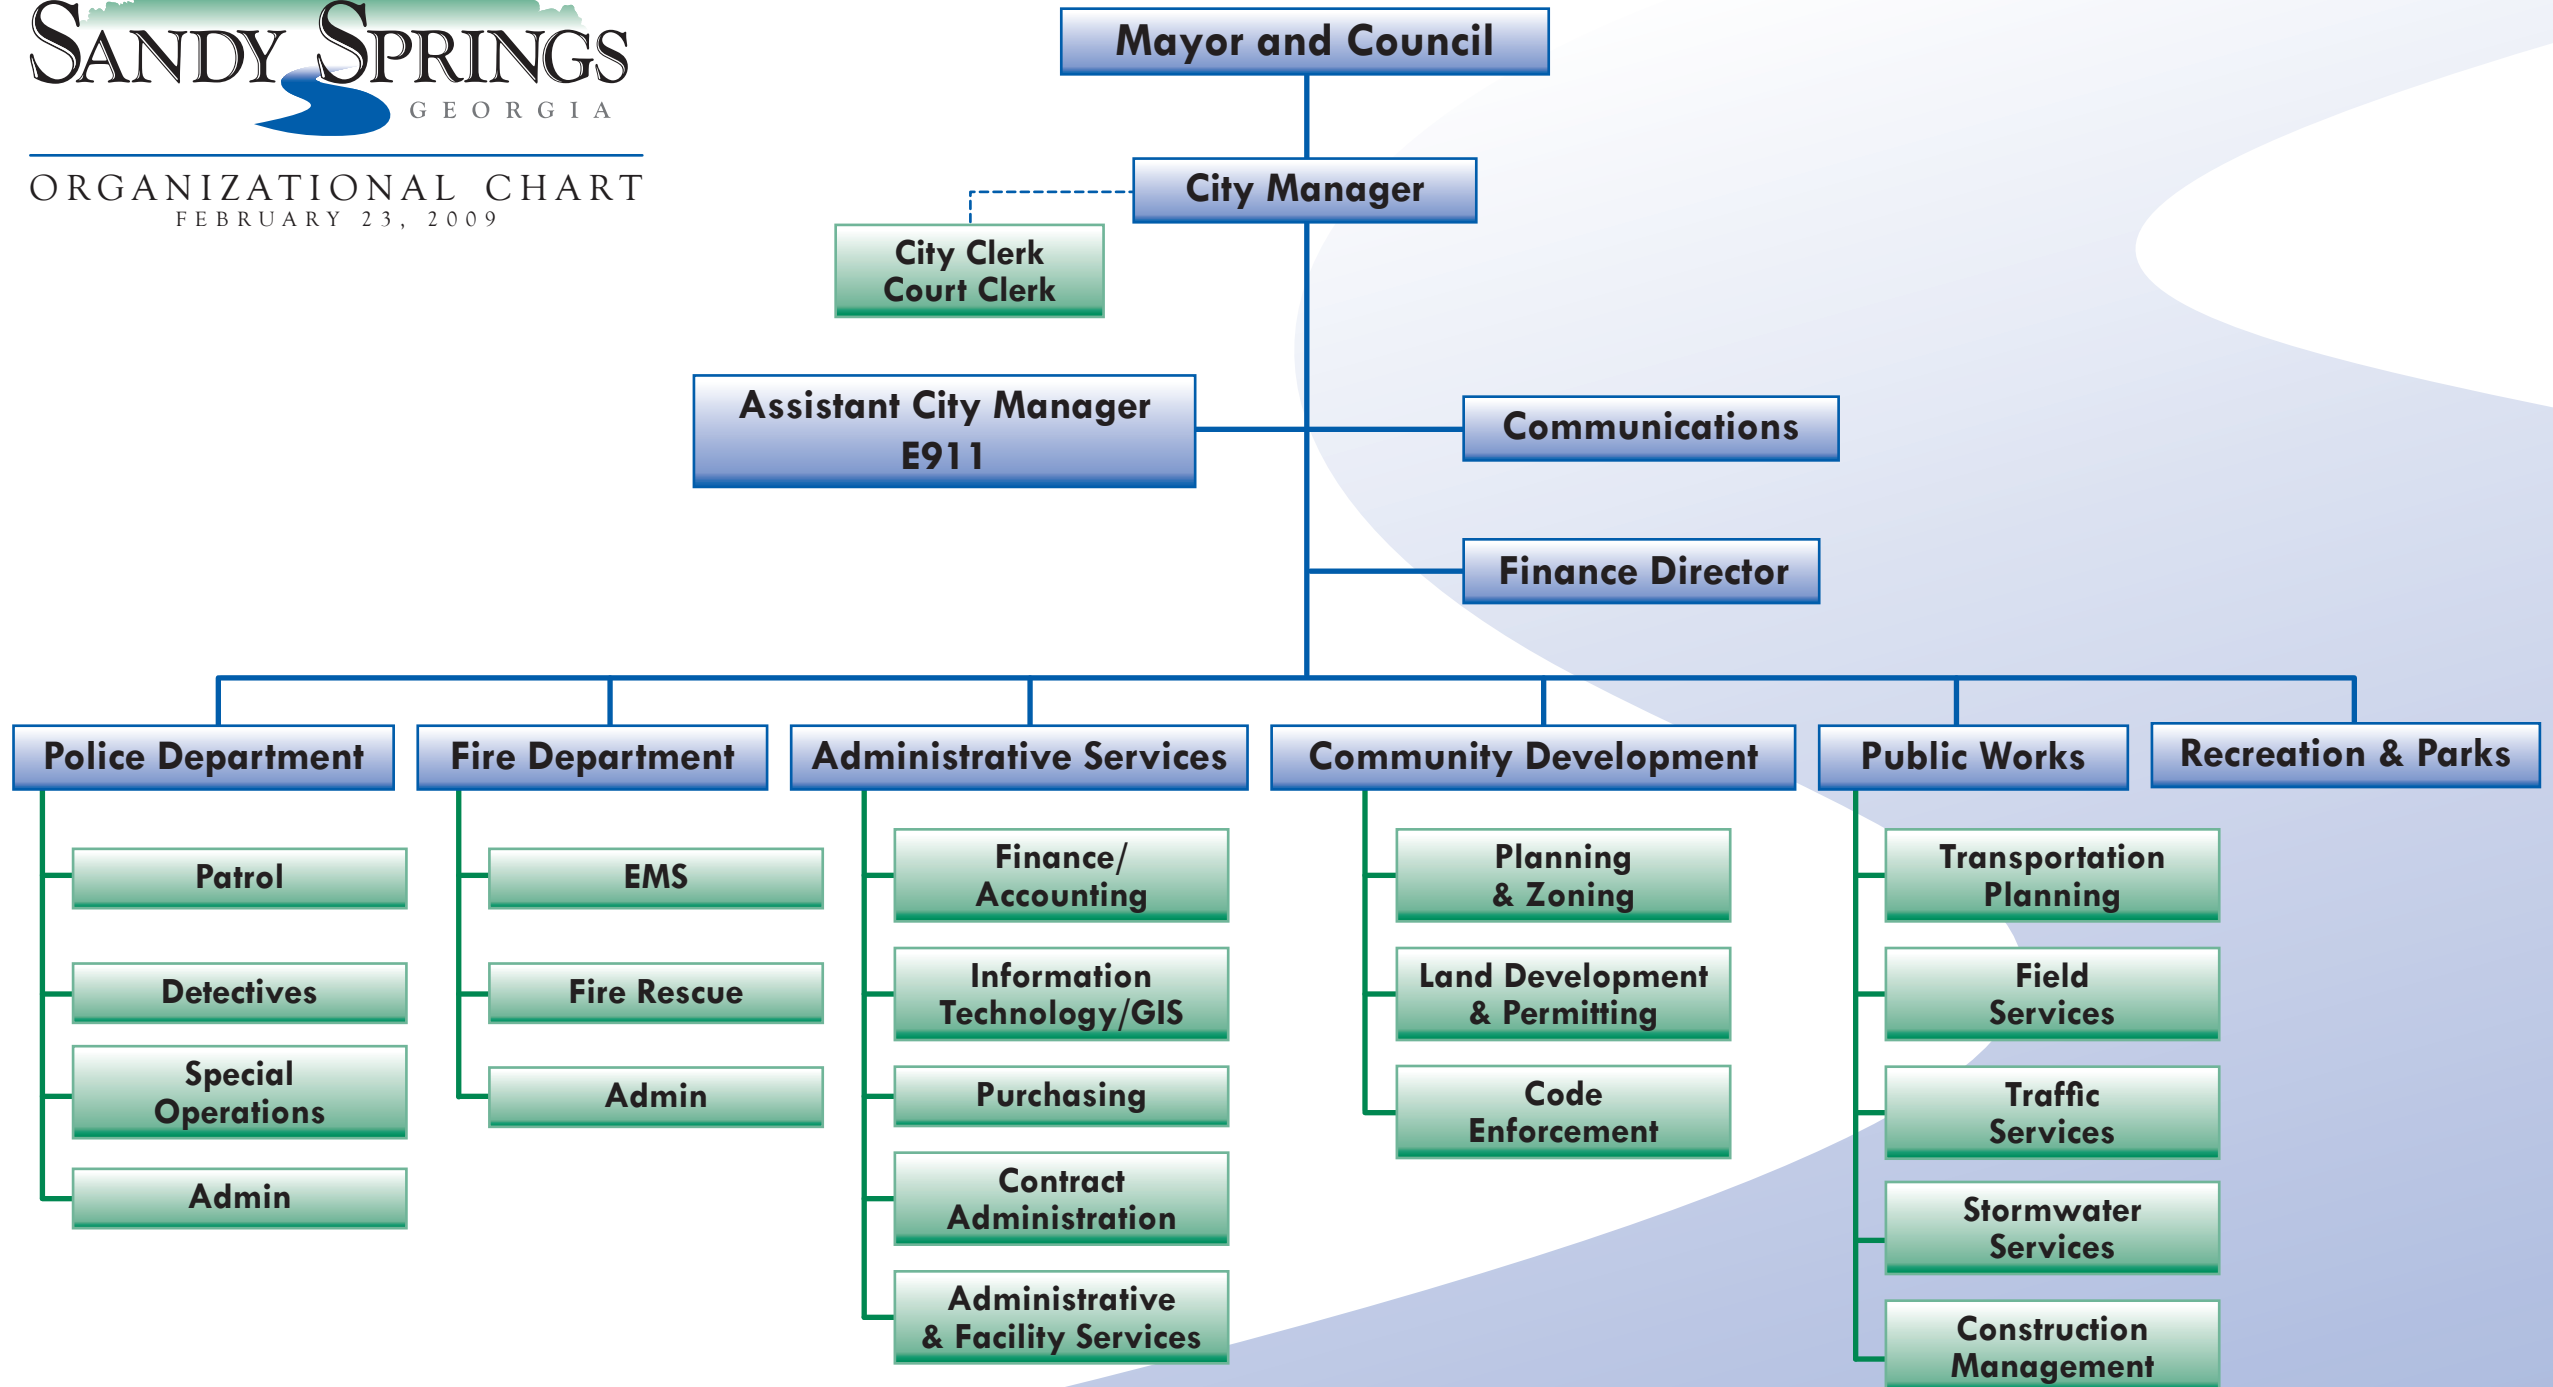 SANDY SPRINGS
GEORGIA
ORGANIZATIONAL CHART
FEBRUARY 23, 2009
Mayor and Council
City Manager
City Clerk
Court Clerk
Assistant City Manager
E911
Communications
Finance Director
Police Department
Patrol
Detectives
Special
Operations
Admin
Fire Department
EMS
Fire Rescue
Admin
Administrative Services
Finance/
Accounting
Information
Technology/GIS
Purchasing
Contract
Administration
Administrative
& Facility Services
Community Development
Planning
& Zoning
Land Development
& Permitting
Code
Enforcement
Public Works
Transportation
Planning
Field
Services
Traffic
Services
Stormwater
Services
Construction
Management
Recreation & Parks